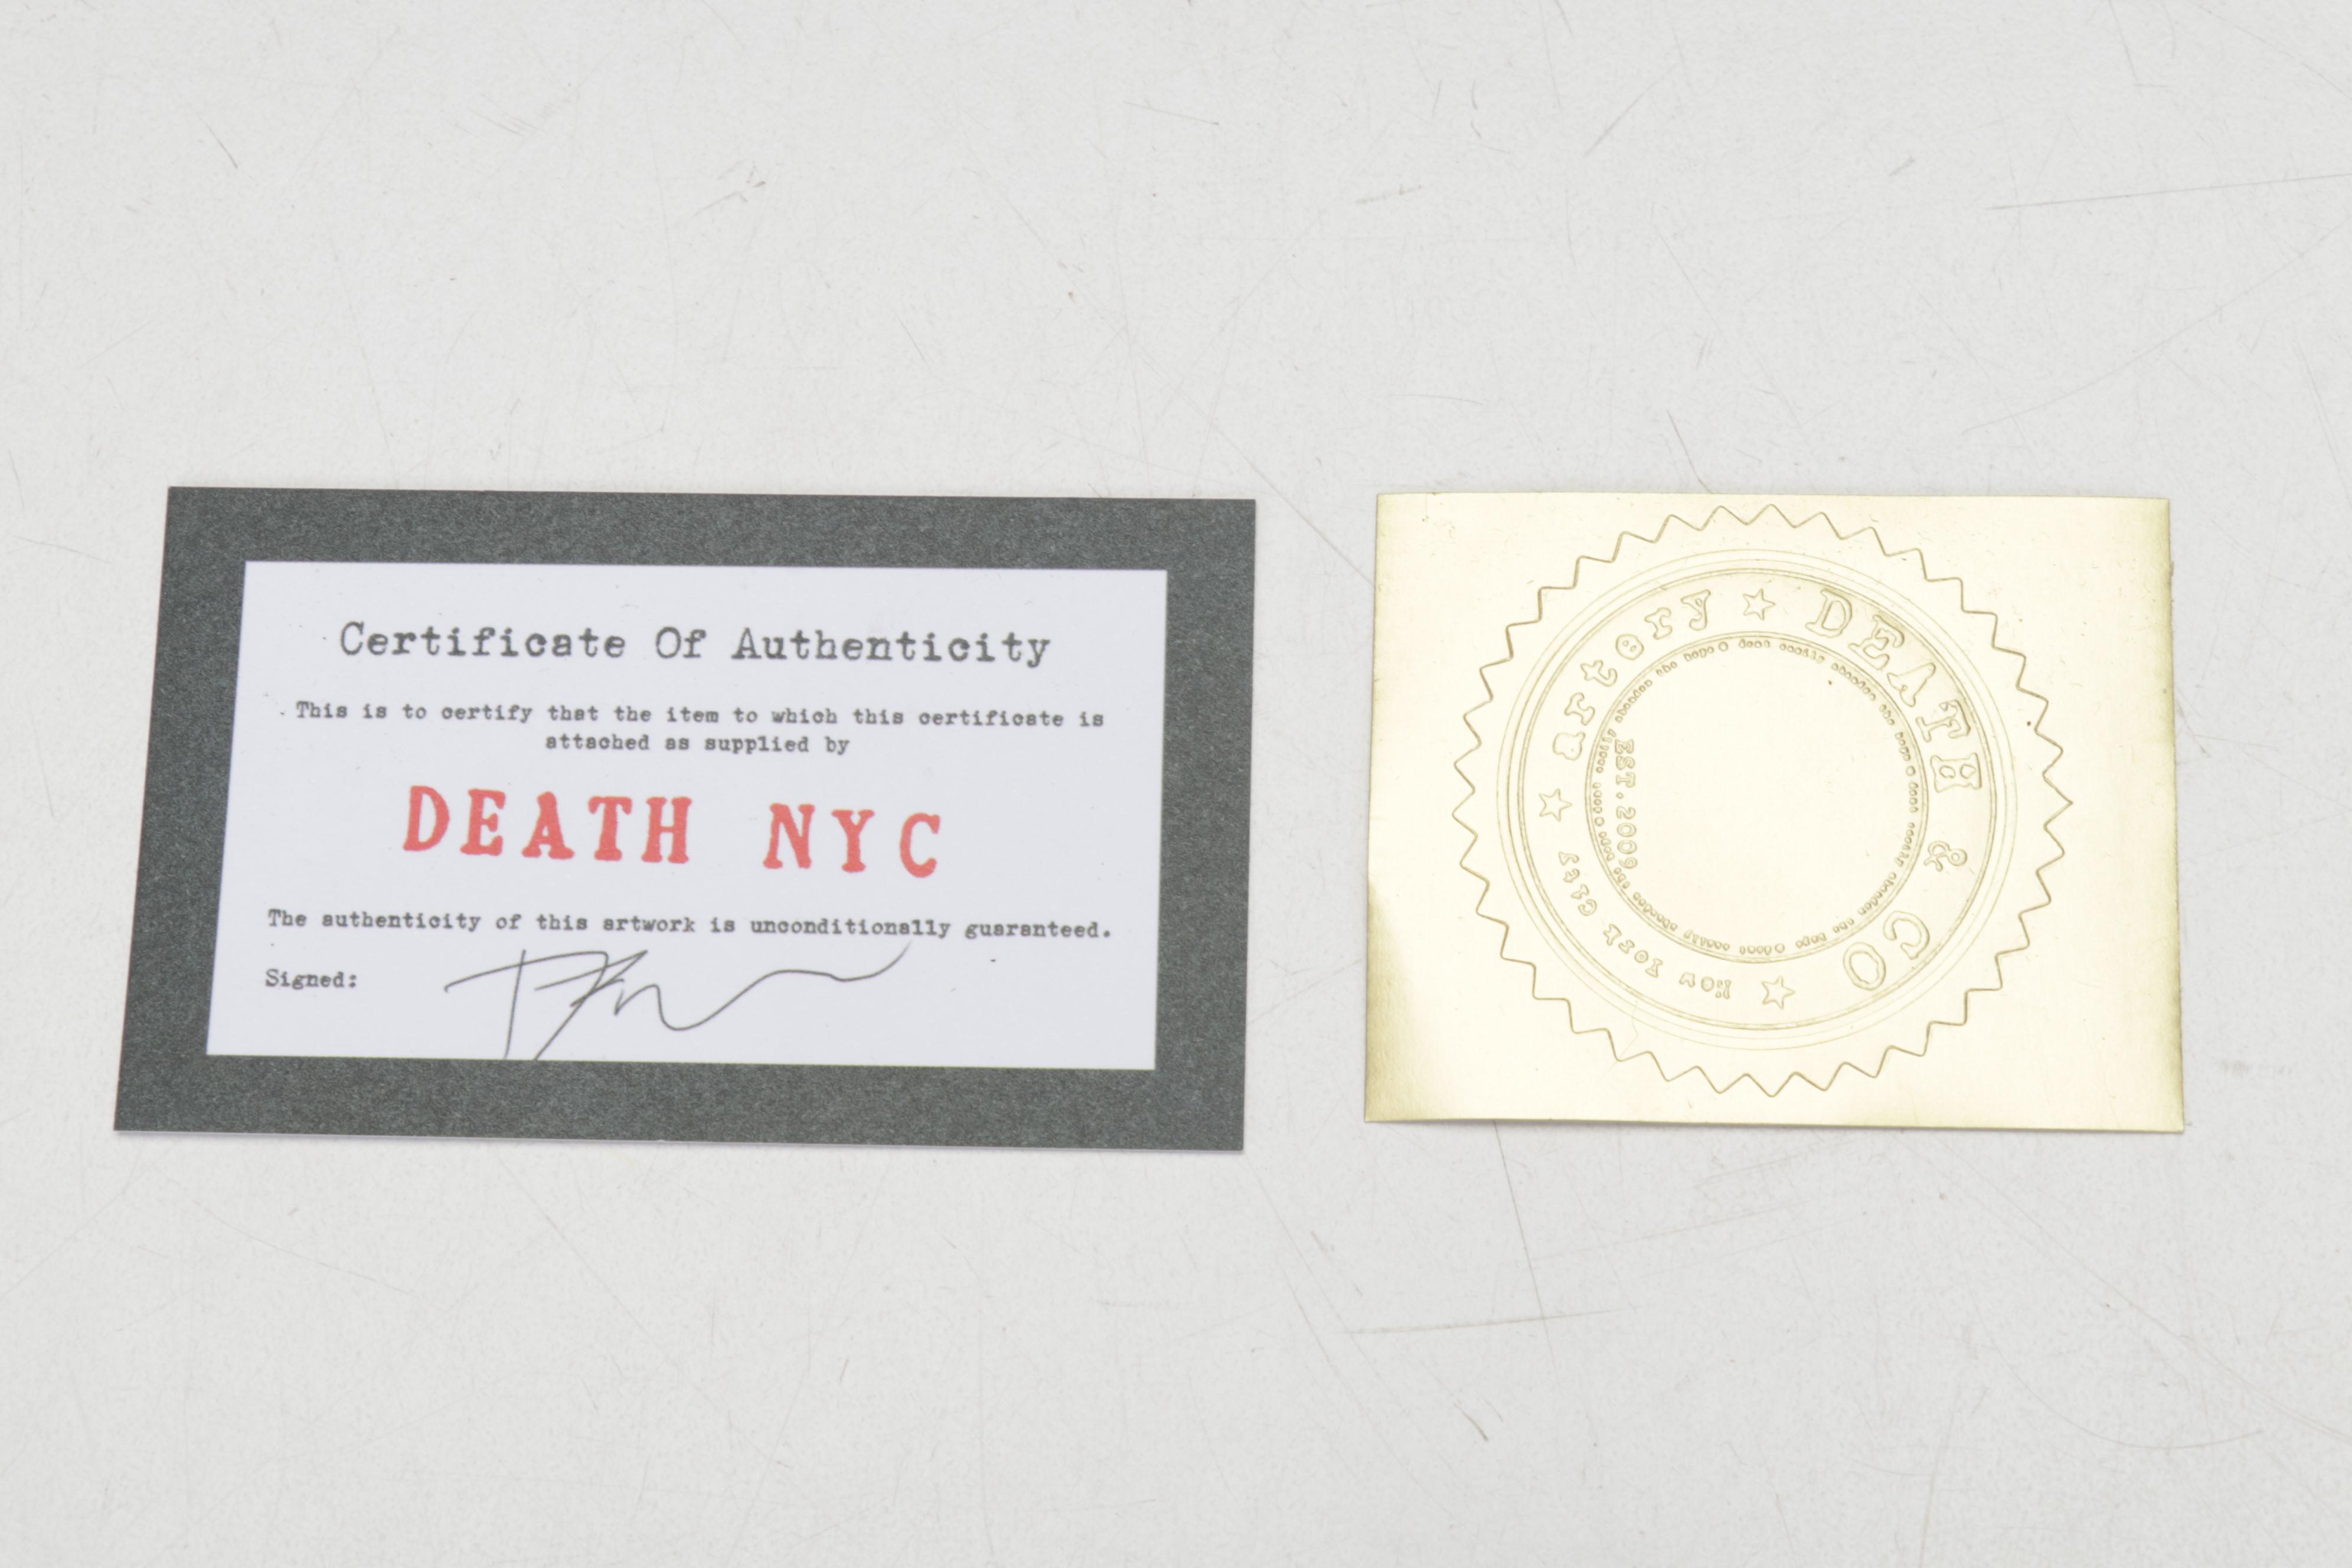 Certificate Of Authenticity
This is to certify that the item to which this certificate is
attached as supplied by
DEATH NYC
The authenticity of this artwork is unconditionally guaranteed.
Signed:
artery ☆ DEATH & CO ☆ New York City ☆
EST. 2009